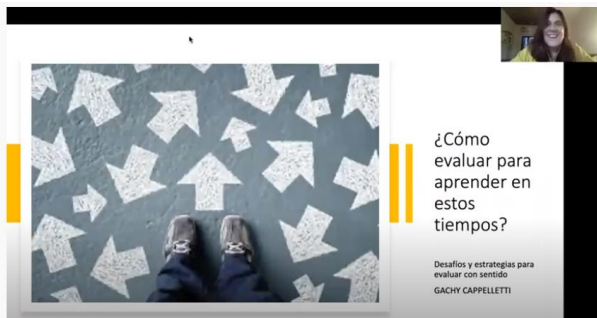 ¿Cómo
evaluar para
aprender en
estos
tiempos?
Desafíos y estrategias para
evaluar con sentido
GACHY CAPPELLETTI